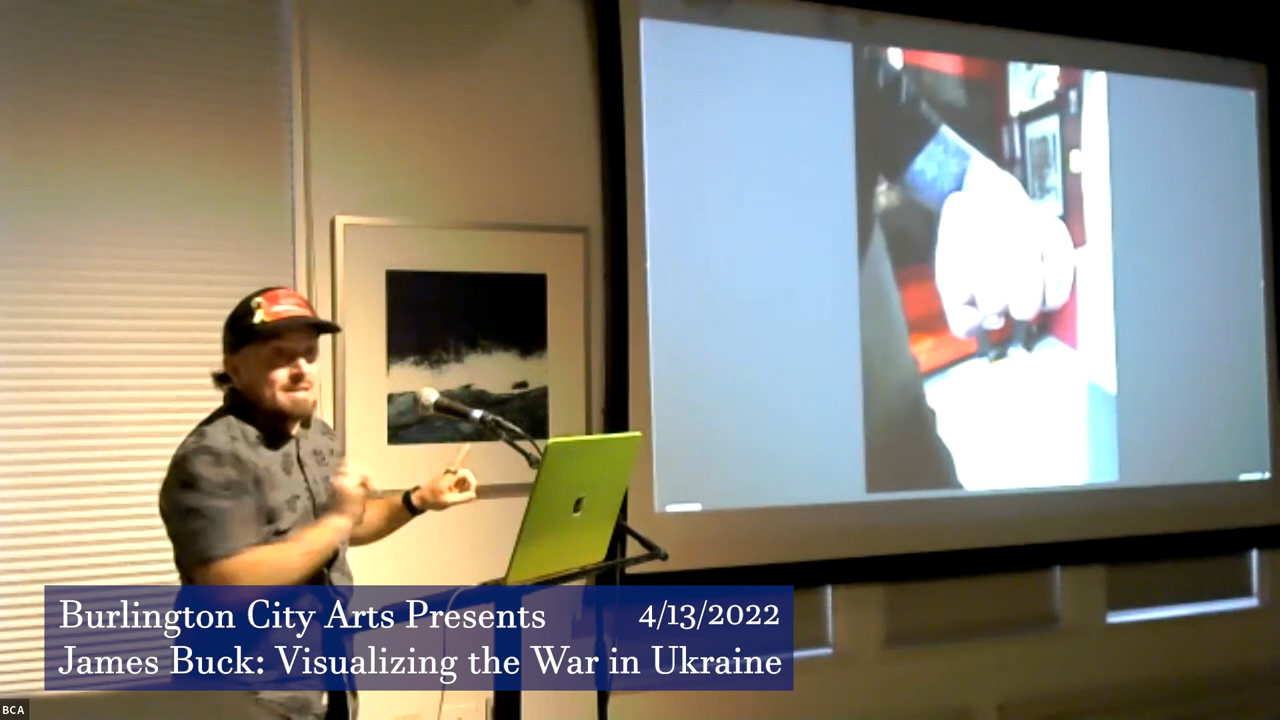 Burlington City Arts Presents 4/13/2022
James Buck: Visualizing the War in Ukraine
BCA